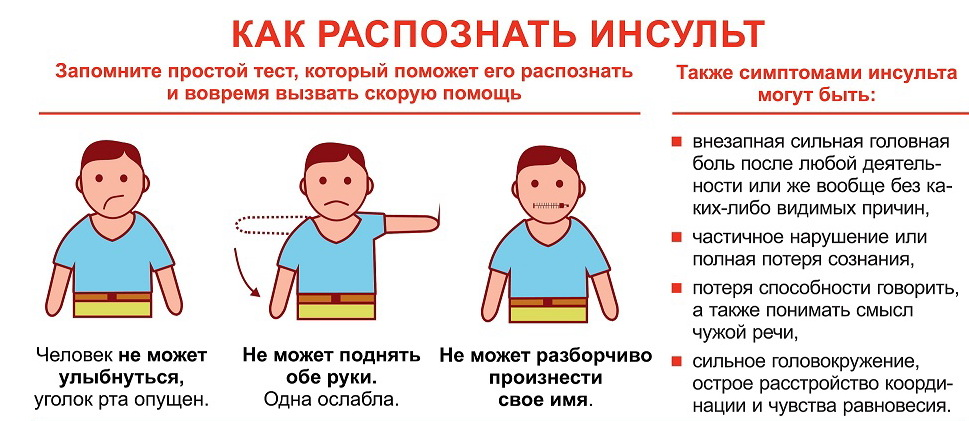 КАК РАСПОЗНАТЬ ИНСУЛЬТ
Запомните простой тест, который поможет его распознать
и вовремя вызвать скорую помощь
Человек не может
улыбнуться,
уголок рта опущен.
Не может поднять
обе руки.
Одна ослабла.
Не может разборчиво
произнести
свое имя.
Также симптомами инсульта
могут быть:
внезапная сильная головная
боль после любой деятель-
ности или же вообще без ка-
ких-либо видимых причин,
частичное нарушение или
полная потеря сознания,
потеря способности говорить,
а также понимать смысл
чужой речи,
сильное головокружение,
острое расстройство коорди-
нации и чувства равновесия.